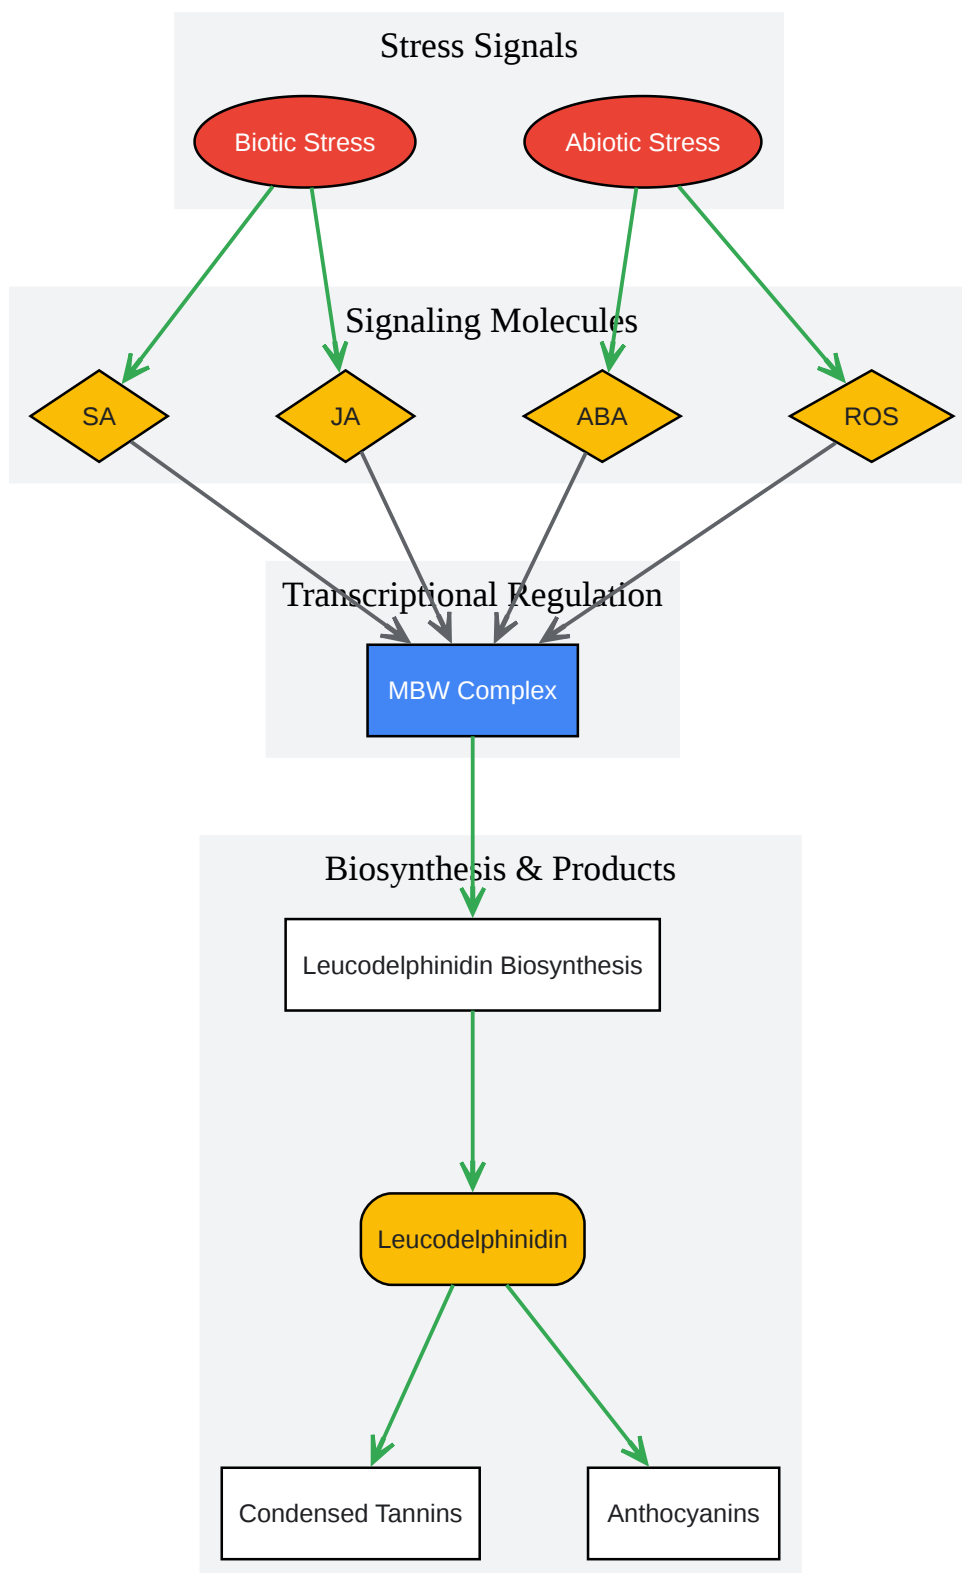 Stress Signals
Biotic Stress
Abiotic Stress
Signaling Molecules
SA
JA
ABA
ROS
Transcriptional Regulation
MBW Complex
Biosynthesis & Products
Leucodelphinidin Biosynthesis
Leucodelphinidin
Condensed Tannins
Anthocyanins